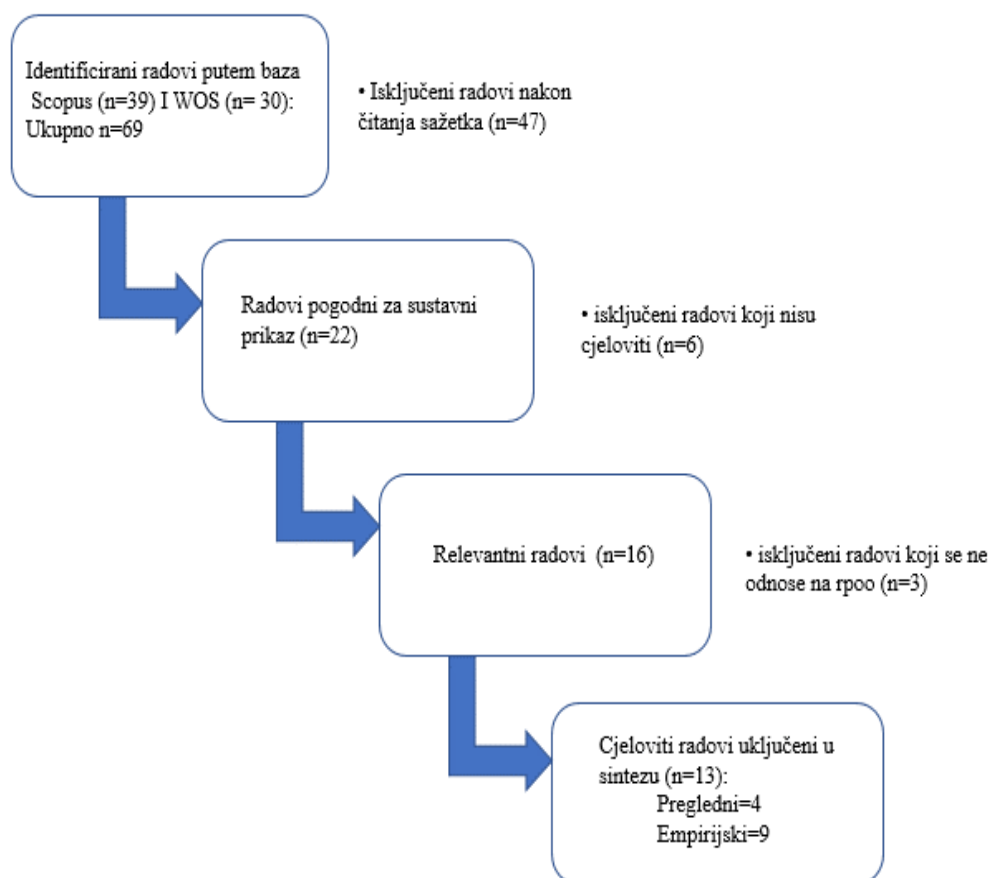 Identificirani radovi putem baza
Scopus (n=39) I WOS (n= 30):
Ukupno n=69
• Isključeni radovi nakon
čitanja sažetka (n=47)
Radovi pogodni za sustavni
prikaz (n=22)
• isključeni radovi koji nisu
cjeloviti (n=6)
Relevantni radovi (n=16)
• isključeni radovi koji se ne
odnose na rpoo (n=3)
Cjeloviti radovi uključeni u
sintezu (n=13):
Pregledni=4
Empirijski=9